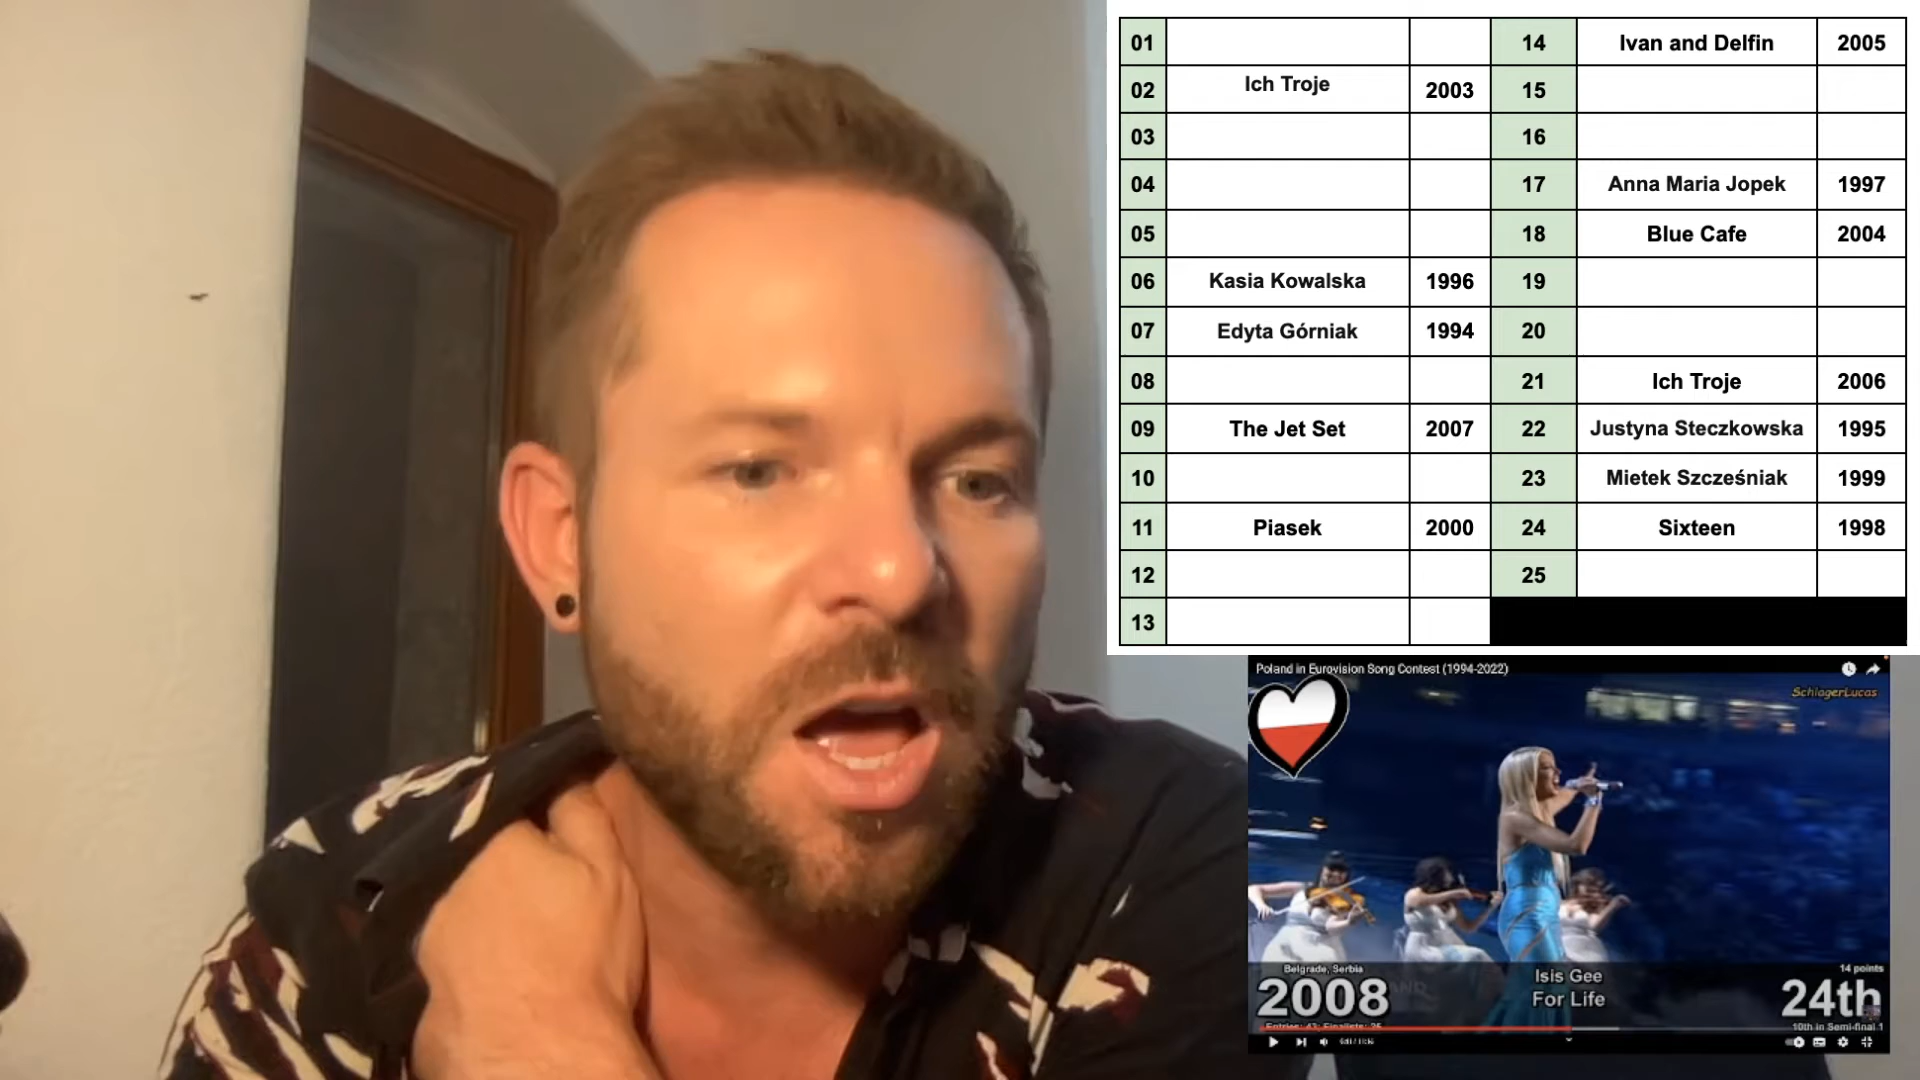 01
02 Ich Troje 2003
03
04
05
06 Kasia Kowalska 1996
07 Edyta Górniak 1994
08
09 The Jet Set 2007
10
11 Piasek 2000
12
13
14 Ivan and Delfin 2005
15
16
17 Anna Maria Jopek 1997
18 Blue Cafe 2004
19
20
21 Ich Troje 2006
22 Justyna Steczkowska 1995
23 Mietek Szcześniak 1999
24 Sixteen 1998
25
Poland in Eurovision Song Contest (1994-2022)
SchlagerLucas
Belgrade, Serbia
2008
Isis Gee
For Life
14 points
24th
10th in Semi-final 1